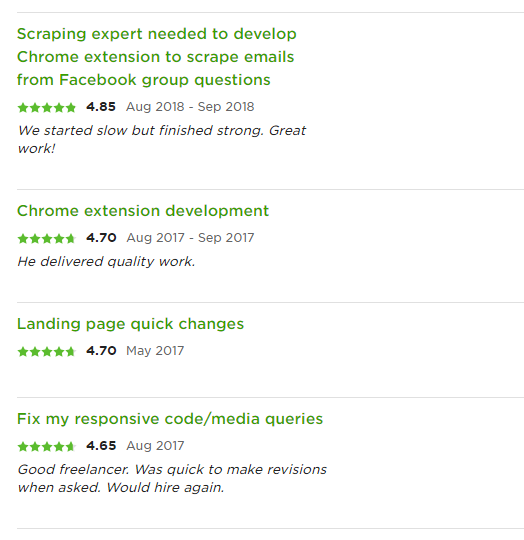 Scraping expert needed to develop
Chrome extension to scrape emails
from Facebook group questions
4.85 Aug 2018 - Sep 2018
We started slow but finished strong. Great
work!
Chrome extension development
4.70 Aug 2017 - Sep 2017
He delivered quality work.
Landing page quick changes
4.70 May 2017
Fix my responsive code/media queries
4.65 Aug 2017
Good freelancer. Was quick to make revisions
when asked. Would hire again.